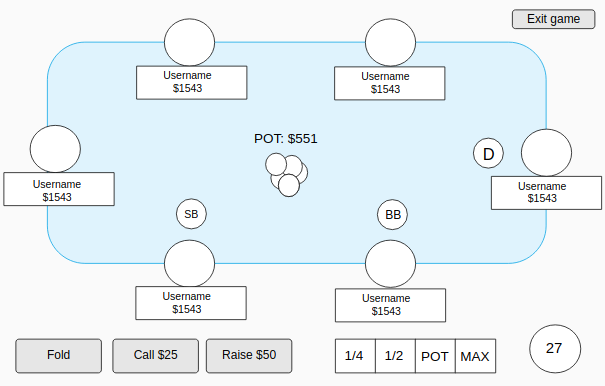 Exit game
Username
$1543
Username
$1543
POT: $551
D
Username
$1543
Username
$1543
SB
BB
Username
$1543
Username
$1543
Fold
Call $25
Raise $50
1/4
1/2
POT
MAX
27